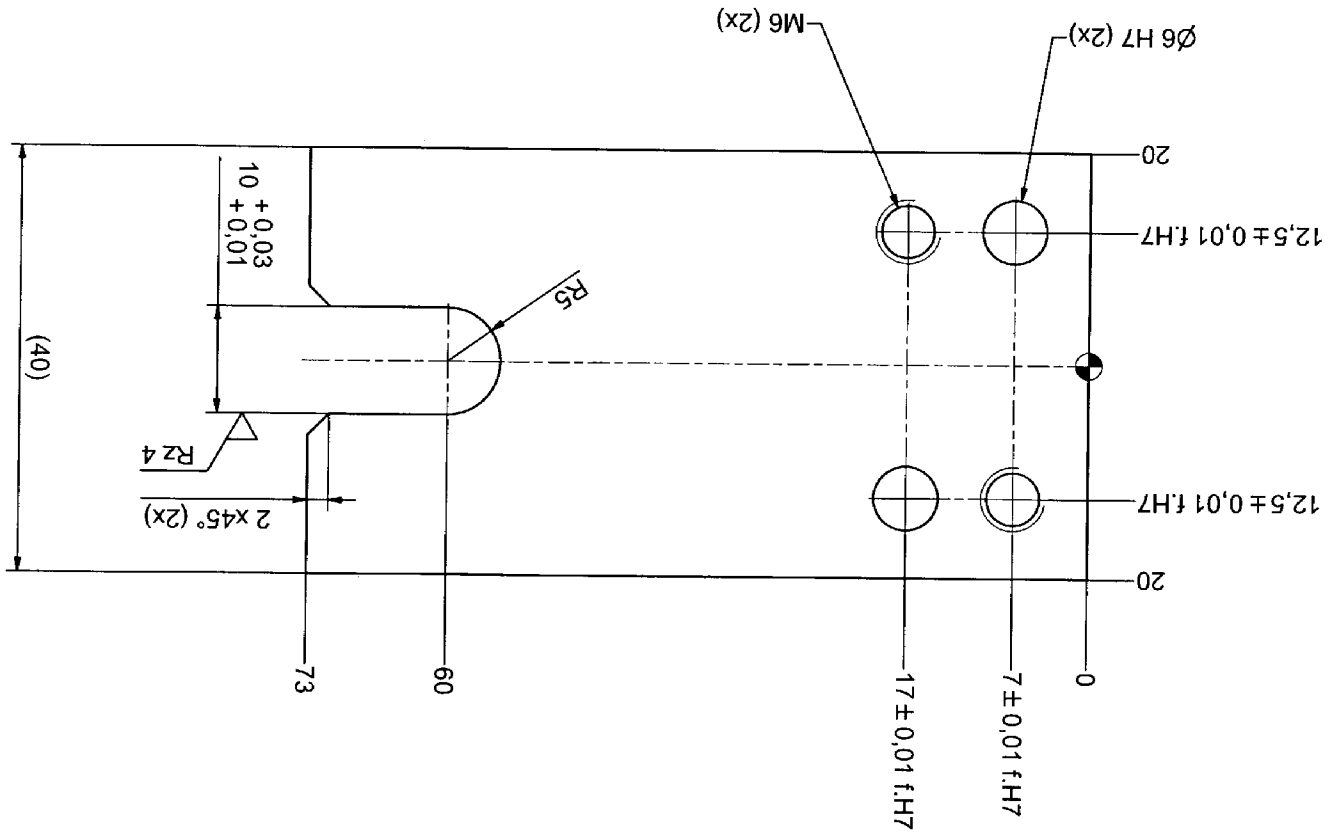 M6 (2x)
Ø6 H7 (2x)
20
12,5 ± 0,01 f.H7
10 + 0,03
+ 0,01
R5
(40)
Rz 4
2 x45° (2x)
12,5 ± 0,01 f.H7
20
73
60
17 ± 0,01 f.H7
7 ± 0,01 f.H7
0